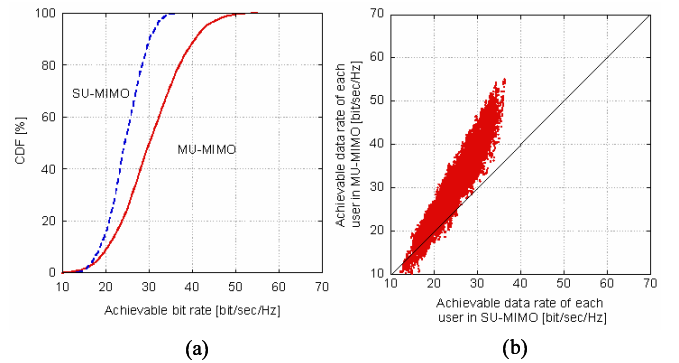 100
80
60
40
20
0
CDF [%]
SU-MIMO
MU-MIMO
10 20 30 40 50 60 70
Achievable bit rate [bit/sec/Hz]
(a)
70
60
50
40
30
20
10
Achievable data rate of each
user in MU-MIMO [bit/sec/Hz]
10 20 30 40 50 60 70
Achievable data rate of each
user in SU-MIMO [bit/sec/Hz]
(b)